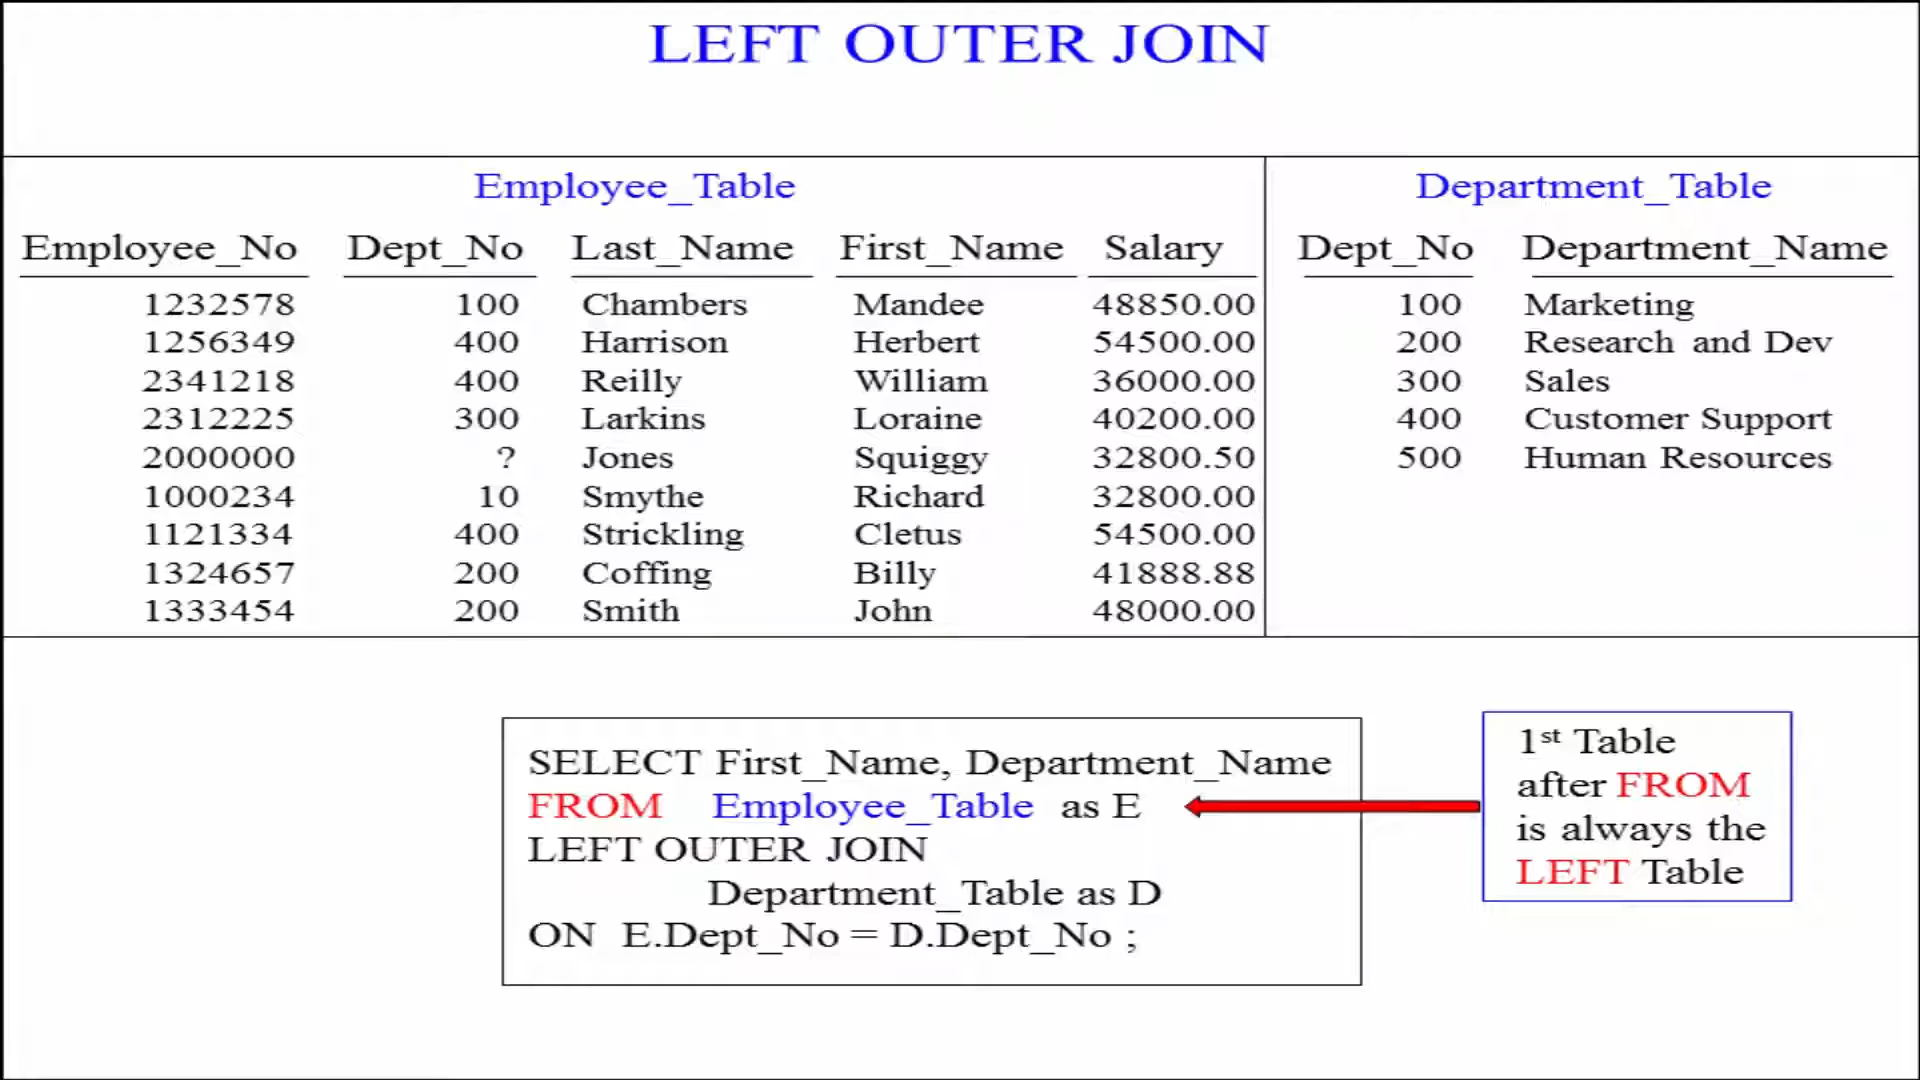 LEFT OUTER JOIN
Employee_Table Department_Table
Employee_No Dept_No Last_Name First_Name Salary Dept_No Department_Name
1232578 100 Chambers Mandee 48850.00 100 Marketing
1256349 400 Harrison Herbert 54500.00 200 Research and Dev
2341218 400 Reilly William 36000.00 300 Sales
2312225 300 Larkins Loraine 40200.00 400 Customer Support
2000000 ? Jones Squiggy 32800.50 500 Human Resources
1000234 10 Smythe Richard 32800.00
1121334 400 Strickling Cletus 54500.00
1324657 200 Coffing Billy 41888.88
1333454 200 Smith John 48000.00
SELECT First_Name, Department_Name
FROM Employee_Table as E
LEFT OUTER JOIN
Department_Table as D
ON E.Dept_No = D.Dept_No ;
1st Table
after FROM
is always the
LEFT Table